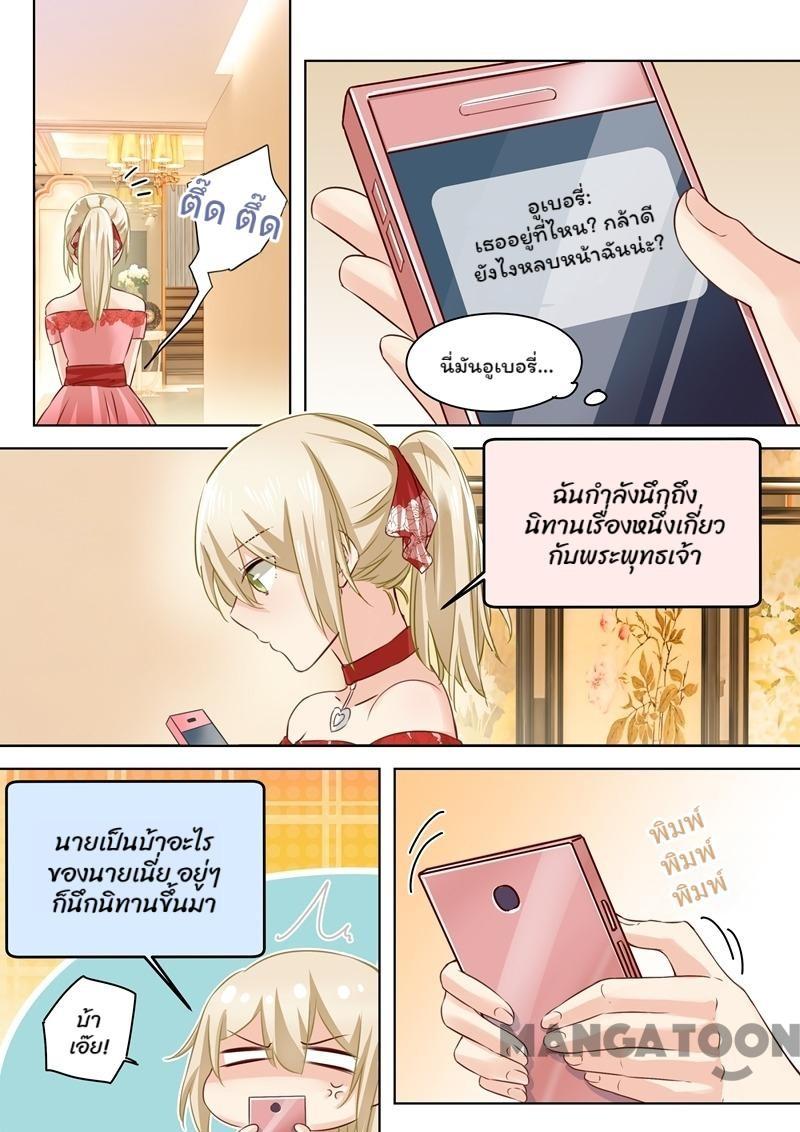 ตึ๊ด ตึ๊ด
อูเบอรี่:
เธออยู่ที่ไหน? กล้าดี
ยังไงหลบหน้าฉันน่ะ?
นี่มันอูเบอรี่...
ฉันกำลังนึกถึง
นิทานเรื่องหนึ่งเกี่ยว
กับพระพุทธเจ้า
นายเป็นบ้าอะไร
ของนายเนี่ย อยู่ๆ
ก็นึกนิทานขึ้นมา
บ้า
เอ๊ย!
พิมพ์
พิมพ์
พิมพ์
MANGATOON